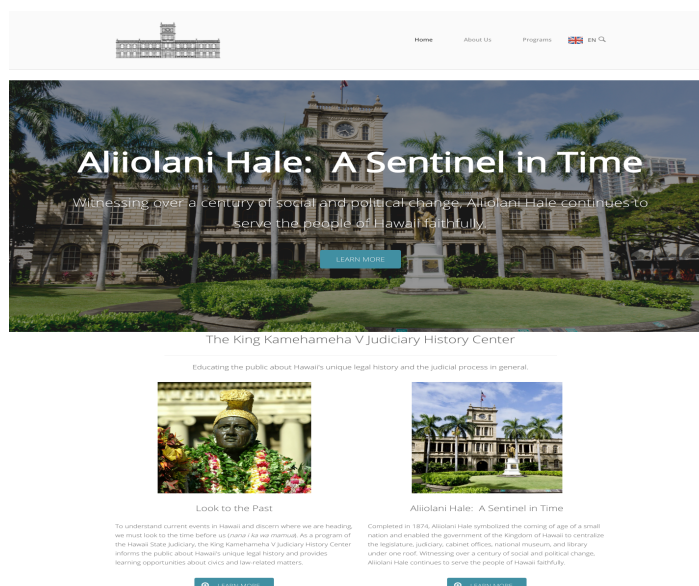 Home About Us Programs EN
Aliiolani Hale: A Sentinel in Time
Witnessing over a century of social and political change, Aliiolani Hale continues to
serve the people of Hawaii faithfully.
LEARN MORE
The King Kamehameha V Judiciary History Center
Educating the public about Hawaii's unique legal history and the judicial process in general.
Look to the Past
To understand current events in Hawaii and discern where we are heading,
we must look to the time before us (nana i ka wa mamua). As a program of
the Hawaii State Judiciary, the King Kamehameha V Judiciary History Center
informs the public about Hawaii's unique legal history and provides
learning opportunities about civics and law-related matters.
LEARN MORE
Aliiolani Hale: A Sentinel in Time
Completed in 1874, Aliiolani Hale symbolized the coming of age of a small
nation and enabled the government of the Kingdom of Hawaii to centralize
the legislature, judiciary, cabinet offices, national museum, and library
under one roof. Witnessing over a century of social and political change,
Aliiolani Hale continues to serve the people of Hawaii faithfully.
LEARN MORE